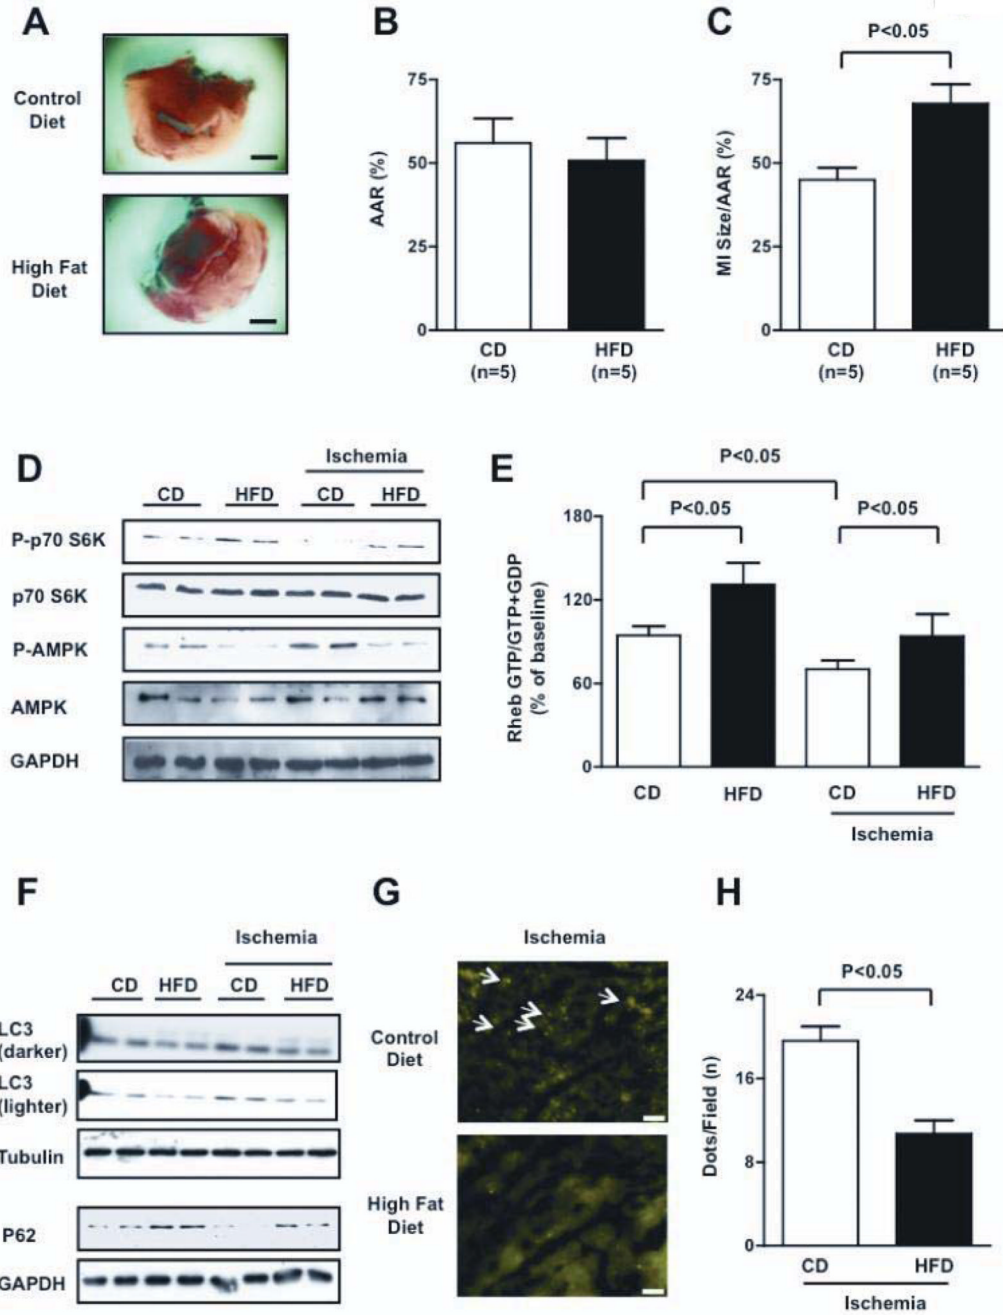 A
Control
Diet
High Fat
Diet
B
AAR (%)
75
50
25
0
CD
(n=5)
HFD
(n=5)
C
P<0.05
MI Size/AAR (%)
75
50
25
0
CD
(n=5)
HFD
(n=5)
D
Ischemia
CD HFD CD HFD
P-p70 S6K
p70 S6K
P-AMPK
AMPK
GAPDH
E
P<0.05
P<0.05 P<0.05
Rheb GTP/GTP+GDP
(% of baseline)
180
120
60
0
CD HFD CD HFD
Ischemia
F
Ischemia
CD HFD CD HFD
LC3
(darker)
LC3
(lighter)
Tubulin
P62
GAPDH
G
Ischemia
Control
Diet
High Fat
Diet
H
P<0.05
Dots/Field (n)
24
16
8
0
CD HFD
Ischemia